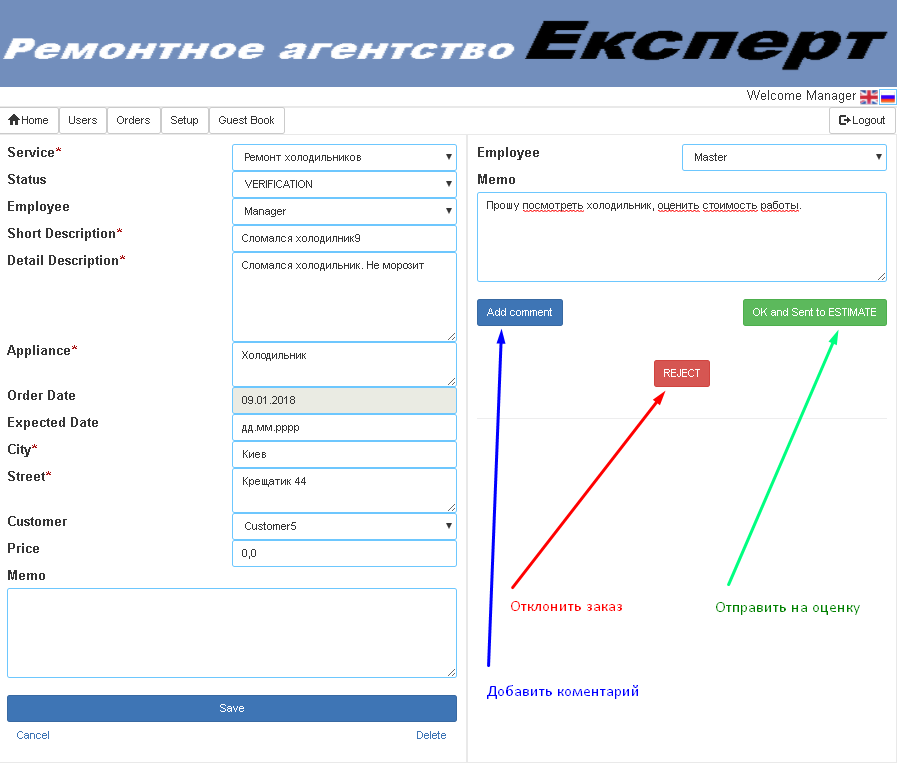 Ремонтное агентство Експерт
Welcome Manager
Home Users Orders Setup Guest Book Logout
Service* Ремонт холодильников
Status VERIFICATION
Employee Manager
Short Description* Сломался холодилник9
Detail Description* Сломался холодильник. Не морозит
Appliance* Холодильник
Order Date 09.01.2018
Expected Date дд.мм.рррр
City* Киев
Street* Крещатик 44
Customer Customer5
Price 0,0
Memo
Save
Cancel Delete
Employee Master
Memo
Прошу посмотреть холодильник, оценить стоимость работы.
Add comment OK and Sent to ESTIMATE
REJECT
Отклонить заказ Отправить на оценку
Добавить коментарий